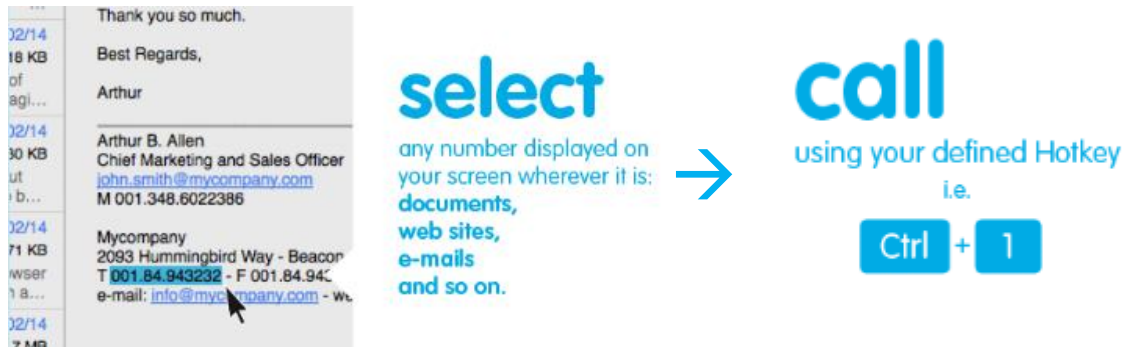 02/14
18 KB
of
agi...
02/14
30 KB
ut
b...
02/14
71 KB
wser
a...
02/14
7 MB
Thank you so much.
Best Regards,
Arthur
Arthur B. Allen
Chief Marketing and Sales Officer
john.smith@mycompany.com
M 001.348.6022386
Mycompany
2093 Hummingbird Way - Beacon
T 001.84.943232 - F 001.84.943
e-mail: info@mycompany.com - we
select
any number displayed on
your screen wherever it is:
documents,
web sites,
e-mails
and so on.
call
using your defined Hotkey
i.e.
Ctrl + 1